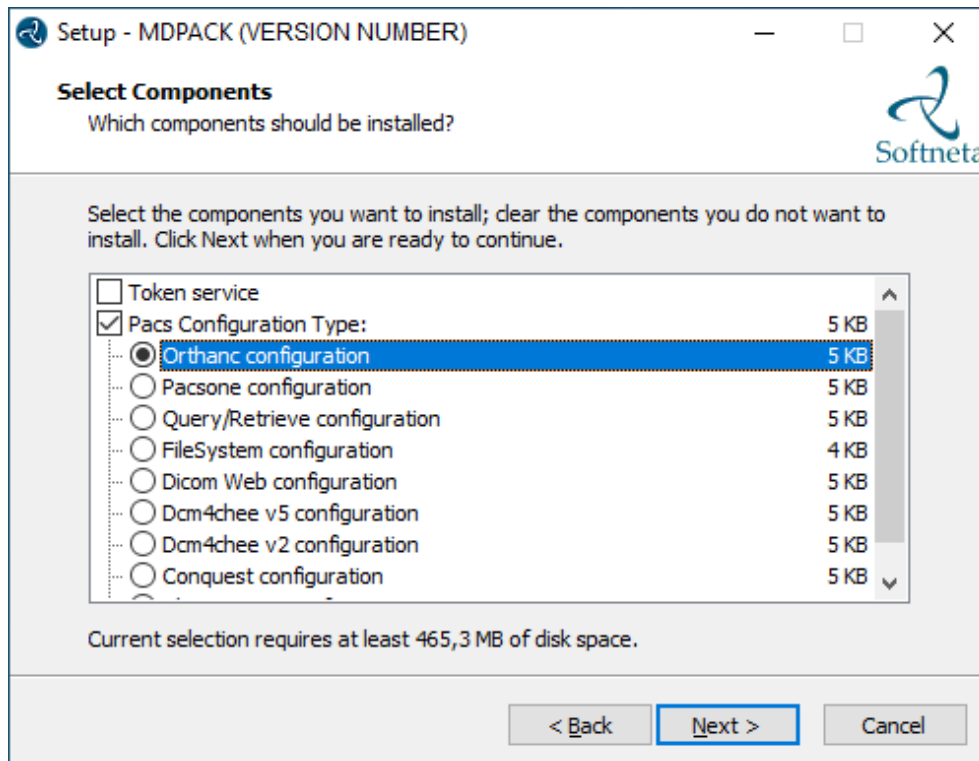 Setup - MDPACK (VERSION NUMBER)
Select Components
Which components should be installed?
Softneta
Select the components you want to install; clear the components you do not want to
install. Click Next when you are ready to continue.
Token service
Pacs Configuration Type: 5 KB
Orthanc configuration 5 KB
Pacsone configuration 5 KB
Query/Retrieve configuration 5 KB
FileSystem configuration 4 KB
Dicom Web configuration 5 KB
Dcm4chee v5 configuration 5 KB
Dcm4chee v2 configuration 5 KB
Conquest configuration 5 KB
Current selection requires at least 465,3 MB of disk space.
< Back Next > Cancel